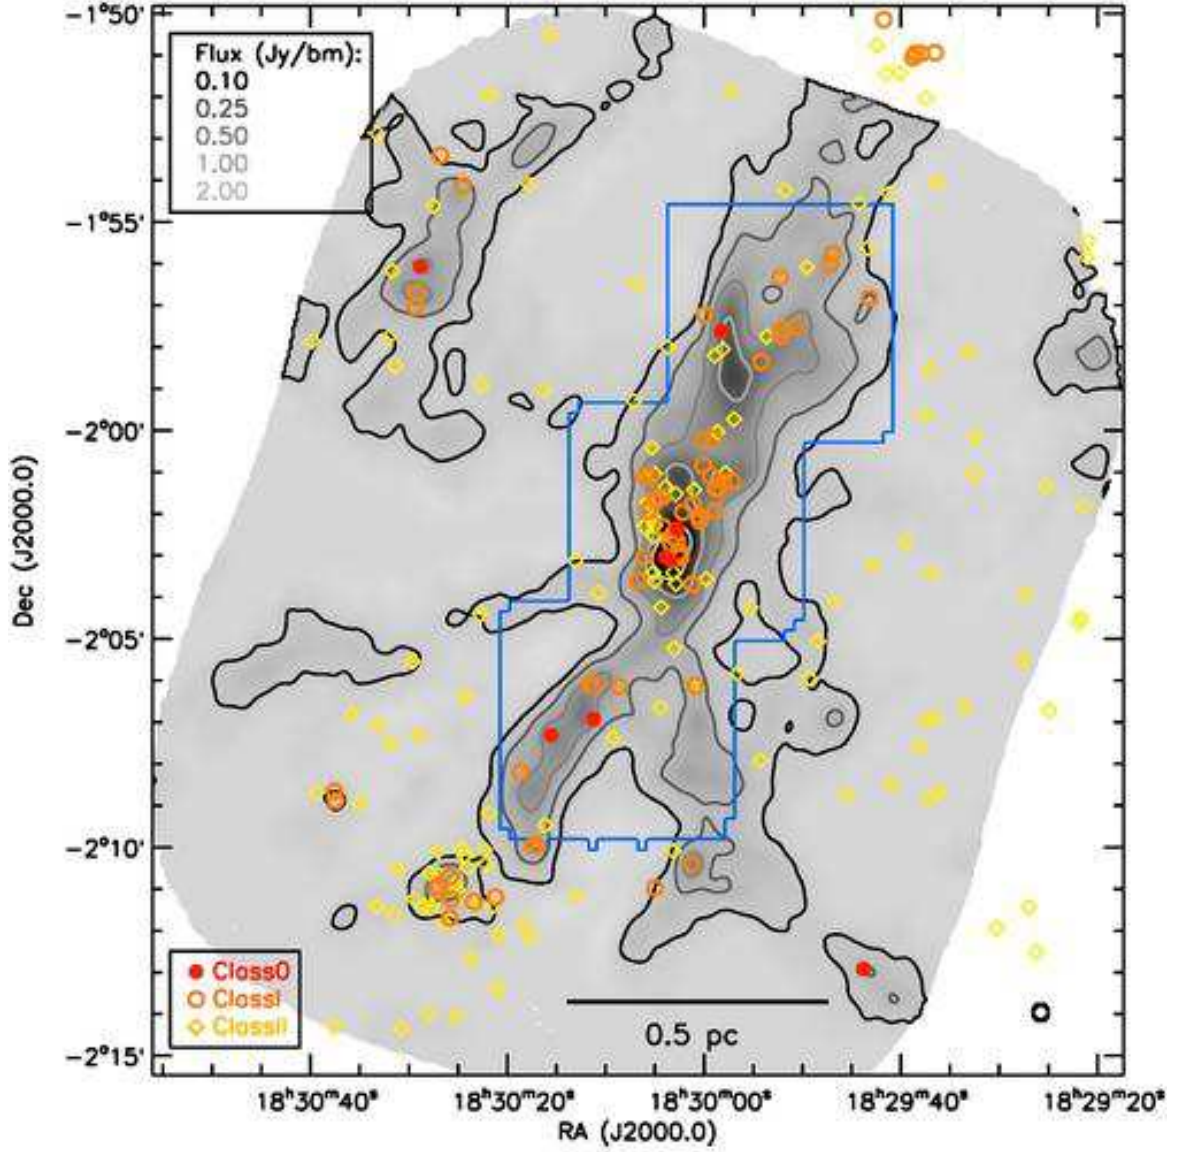 -1°50'
Flux (Jy/bm):
0.10
0.25
0.50
1.00
2.00
-1°55'
-2°00'
Dec (J2000.0)
-2°05'
-2°10'
Class0
ClassI
ClassII
0.5 pc
-2°15'
18ʰ30ᵐ40ˢ 18ʰ30ᵐ20ˢ 18ʰ30ᵐ00ˢ 18ʰ29ᵐ40ˢ 18ʰ29ᵐ20ˢ
RA (J2000.0)